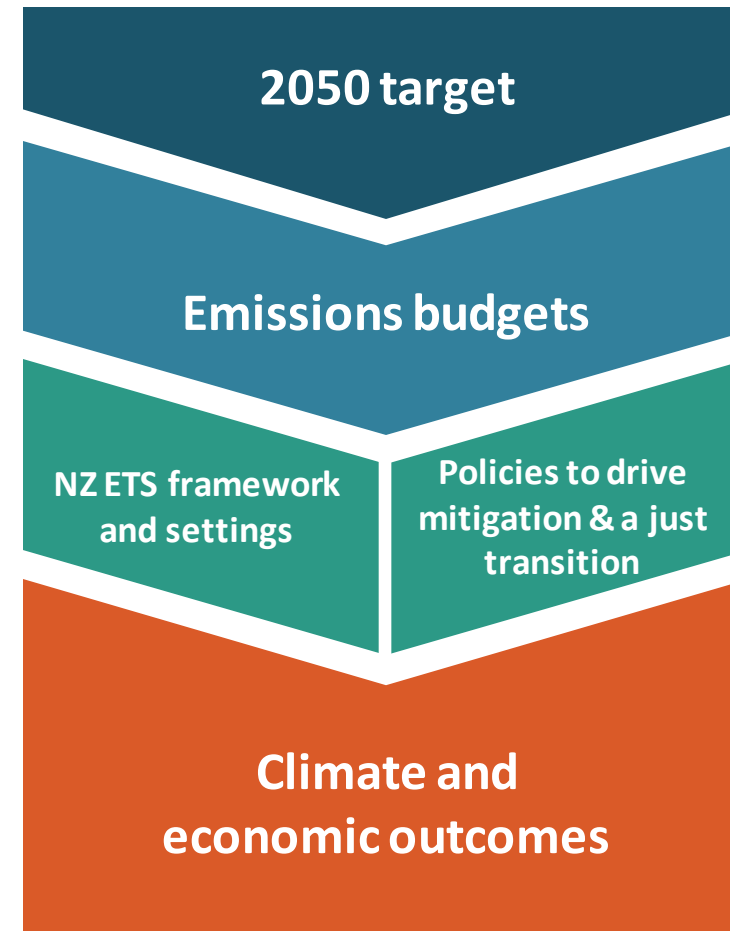 2050 target
Emissions budgets
NZ ETS framework
and settings
Policies to drive
mitigation & a just
transition
Climate and
economic outcomes